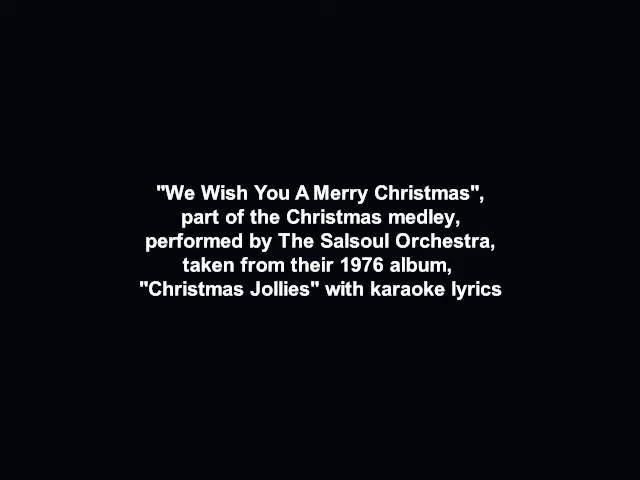 "We Wish You A Merry Christmas",
part of the Christmas medley,
performed by The Salsoul Orchestra,
taken from their 1976 album,
"Christmas Jollies" with karaoke lyrics